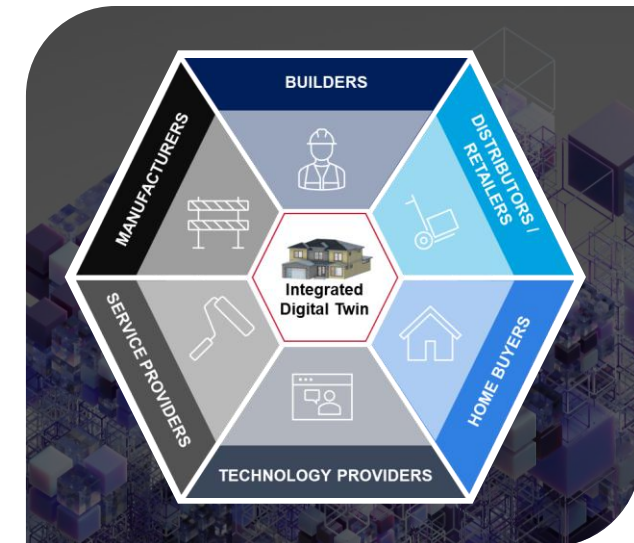 BUILDERS
DISTRIBUTORS /
RETAILERS
MANUFACTURERS
Integrated
Digital Twin
SERVICE PROVIDERS
HOME BUYERS
TECHNOLOGY PROVIDERS